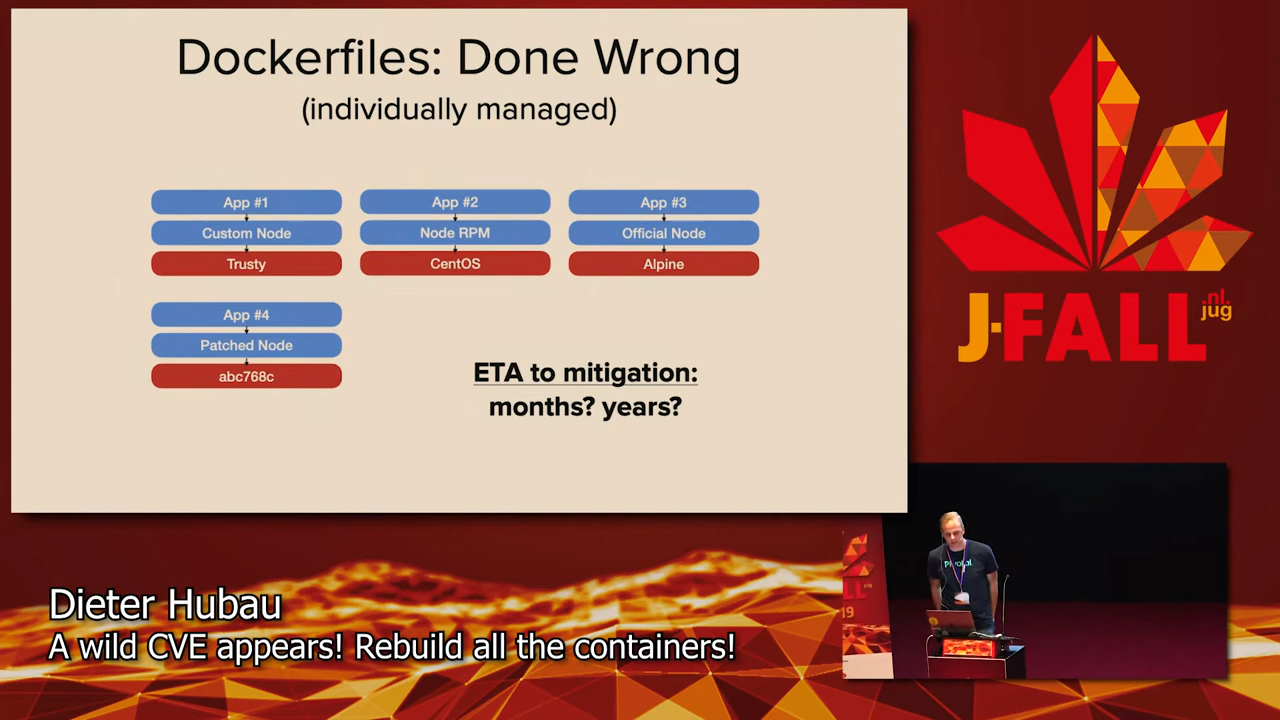 Dockerfiles: Done Wrong
(individually managed)
App #1
Custom Node
Trusty
App #2
Node RPM
CentOS
App #3
Official Node
Alpine
App #4
Patched Node
abc768c
ETA to mitigation:
months? years?
J-FALL
.nl
jug
Pivotal
19
Dieter Hubau
A wild CVE appears! Rebuild all the containers!